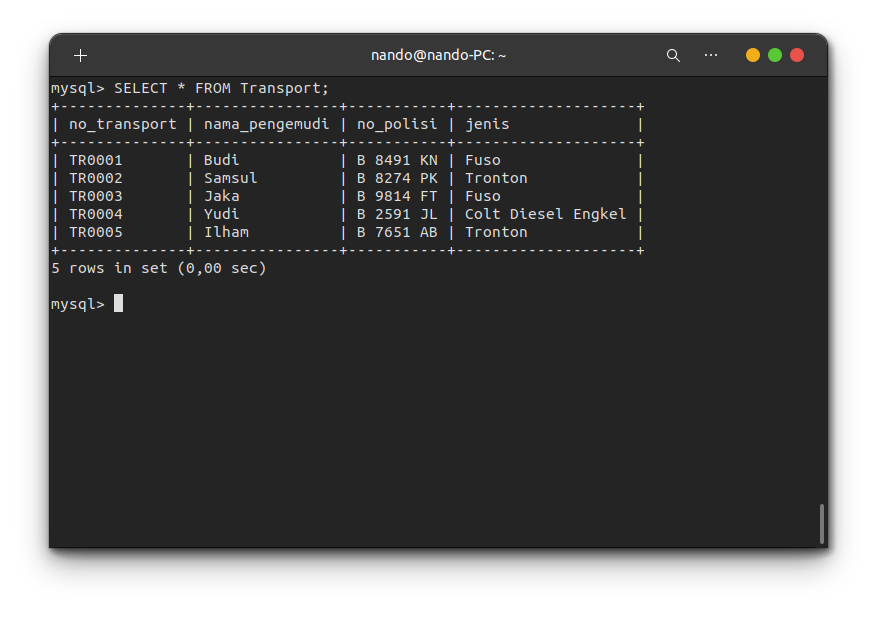 nando@nando-PC: ~
mysql> SELECT * FROM Transport;
+--------------+----------------+-----------+--------------------+
| no_transport | nama_pengemudi | no_polisi | jenis              |
+--------------+----------------+-----------+--------------------+
| TR0001       | Budi           | B 8491 KN | Fuso               |
| TR0002       | Samsul         | B 8274 PK | Tronton            |
| TR0003       | Jaka           | B 9814 FT | Fuso               |
| TR0004       | Yudi           | B 2591 JL | Colt Diesel Engkel |
| TR0005       | Ilham          | B 7651 AB | Tronton            |
+--------------+----------------+-----------+--------------------+
5 rows in set (0,00 sec)
mysql>